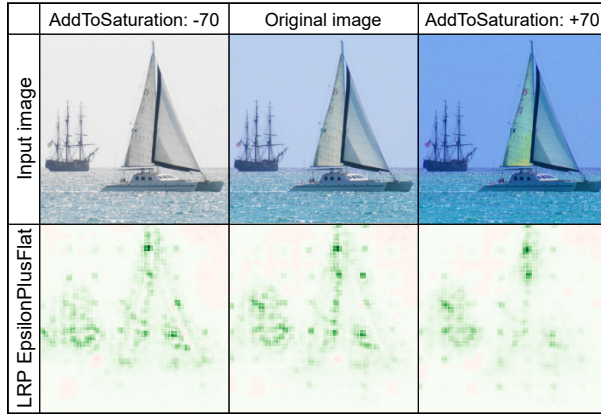 AddToSaturation: -70
Original image
AddToSaturation: +70
Input image
LRP EpsilonPlusFlat